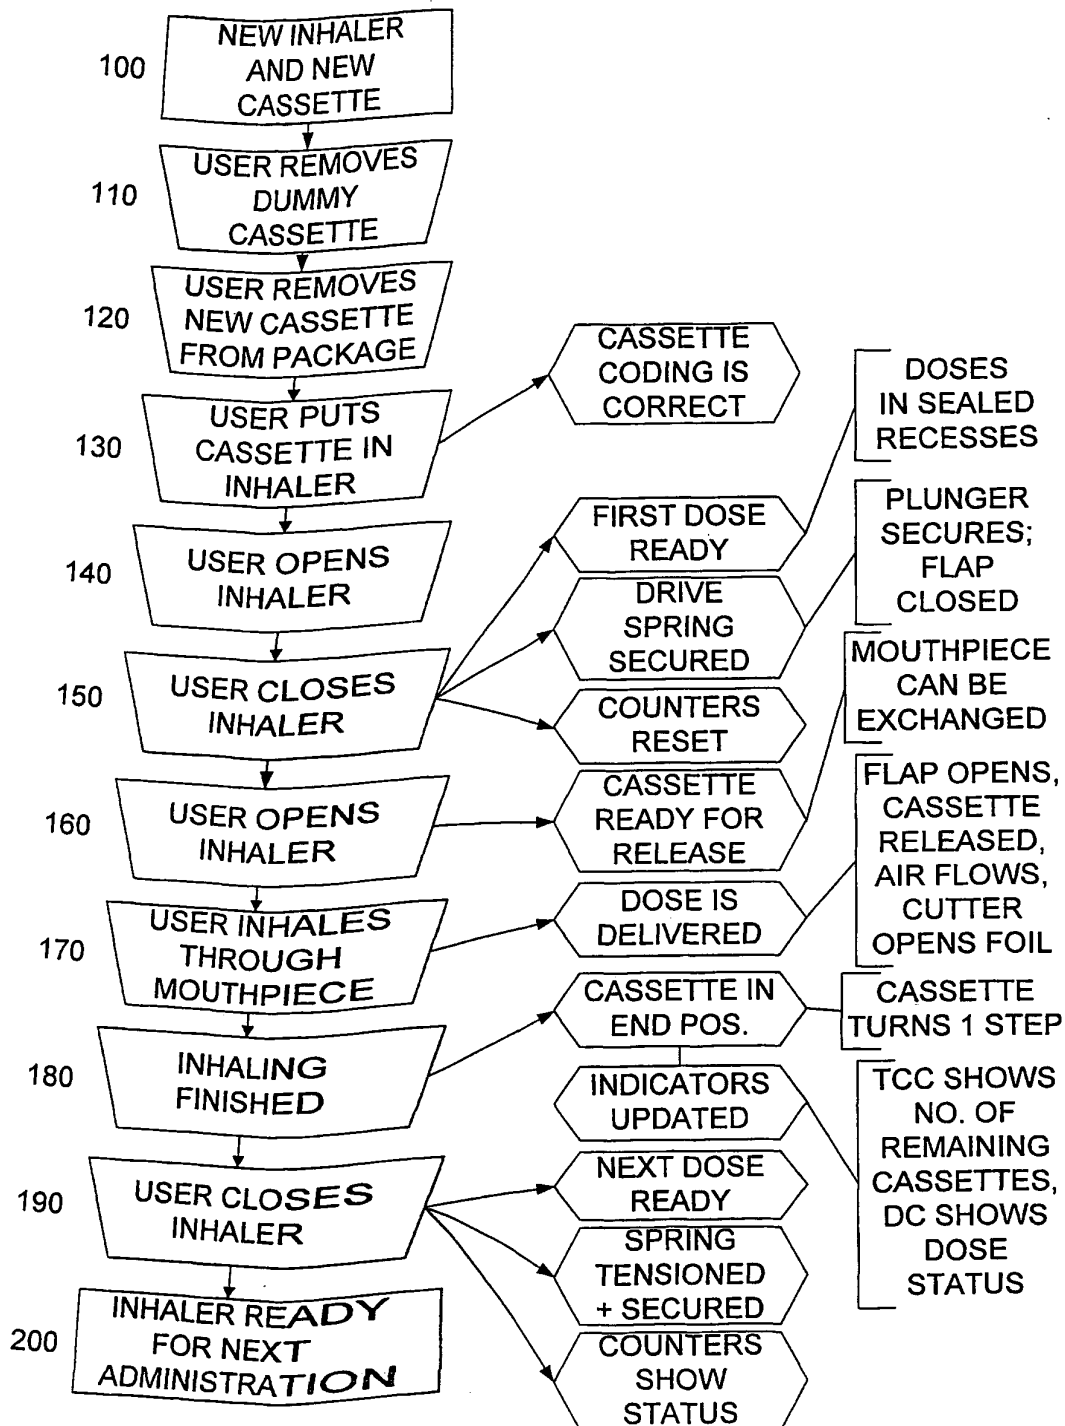 100
NEW INHALER
AND NEW
CASSETTE
110
USER REMOVES
DUMMY
CASSETTE
120
USER REMOVES
NEW CASSETTE
FROM PACKAGE
130
USER PUTS
CASSETTE IN
INHALER
CASSETTE
CODING IS
CORRECT
DOSES
IN SEALED
RECESSES
140
USER OPENS
INHALER
FIRST DOSE
READY
PLUNGER
SECURES;
FLAP
CLOSED
150
USER CLOSES
INHALER
DRIVE
SPRING
SECURED
COUNTERS
RESET
MOUTHPIECE
CAN BE
EXCHANGED
160
USER OPENS
INHALER
CASSETTE
READY FOR
RELEASE
FLAP OPENS,
CASSETTE
RELEASED,
AIR FLOWS,
CUTTER
OPENS FOIL
170
USER INHALES
THROUGH
MOUTHPIECE
DOSE IS
DELIVERED
180
INHALING
FINISHED
CASSETTE IN
END POS.
CASSETTE
TURNS 1 STEP
INDICATORS
UPDATED
TCC SHOWS
NO. OF
REMAINING
CASSETTES,
DC SHOWS
DOSE
STATUS
190
USER CLOSES
INHALER
NEXT DOSE
READY
SPRING
TENSIONED
+ SECURED
COUNTERS
SHOW
STATUS
200
INHALER READY
FOR NEXT
ADMINISTRATION